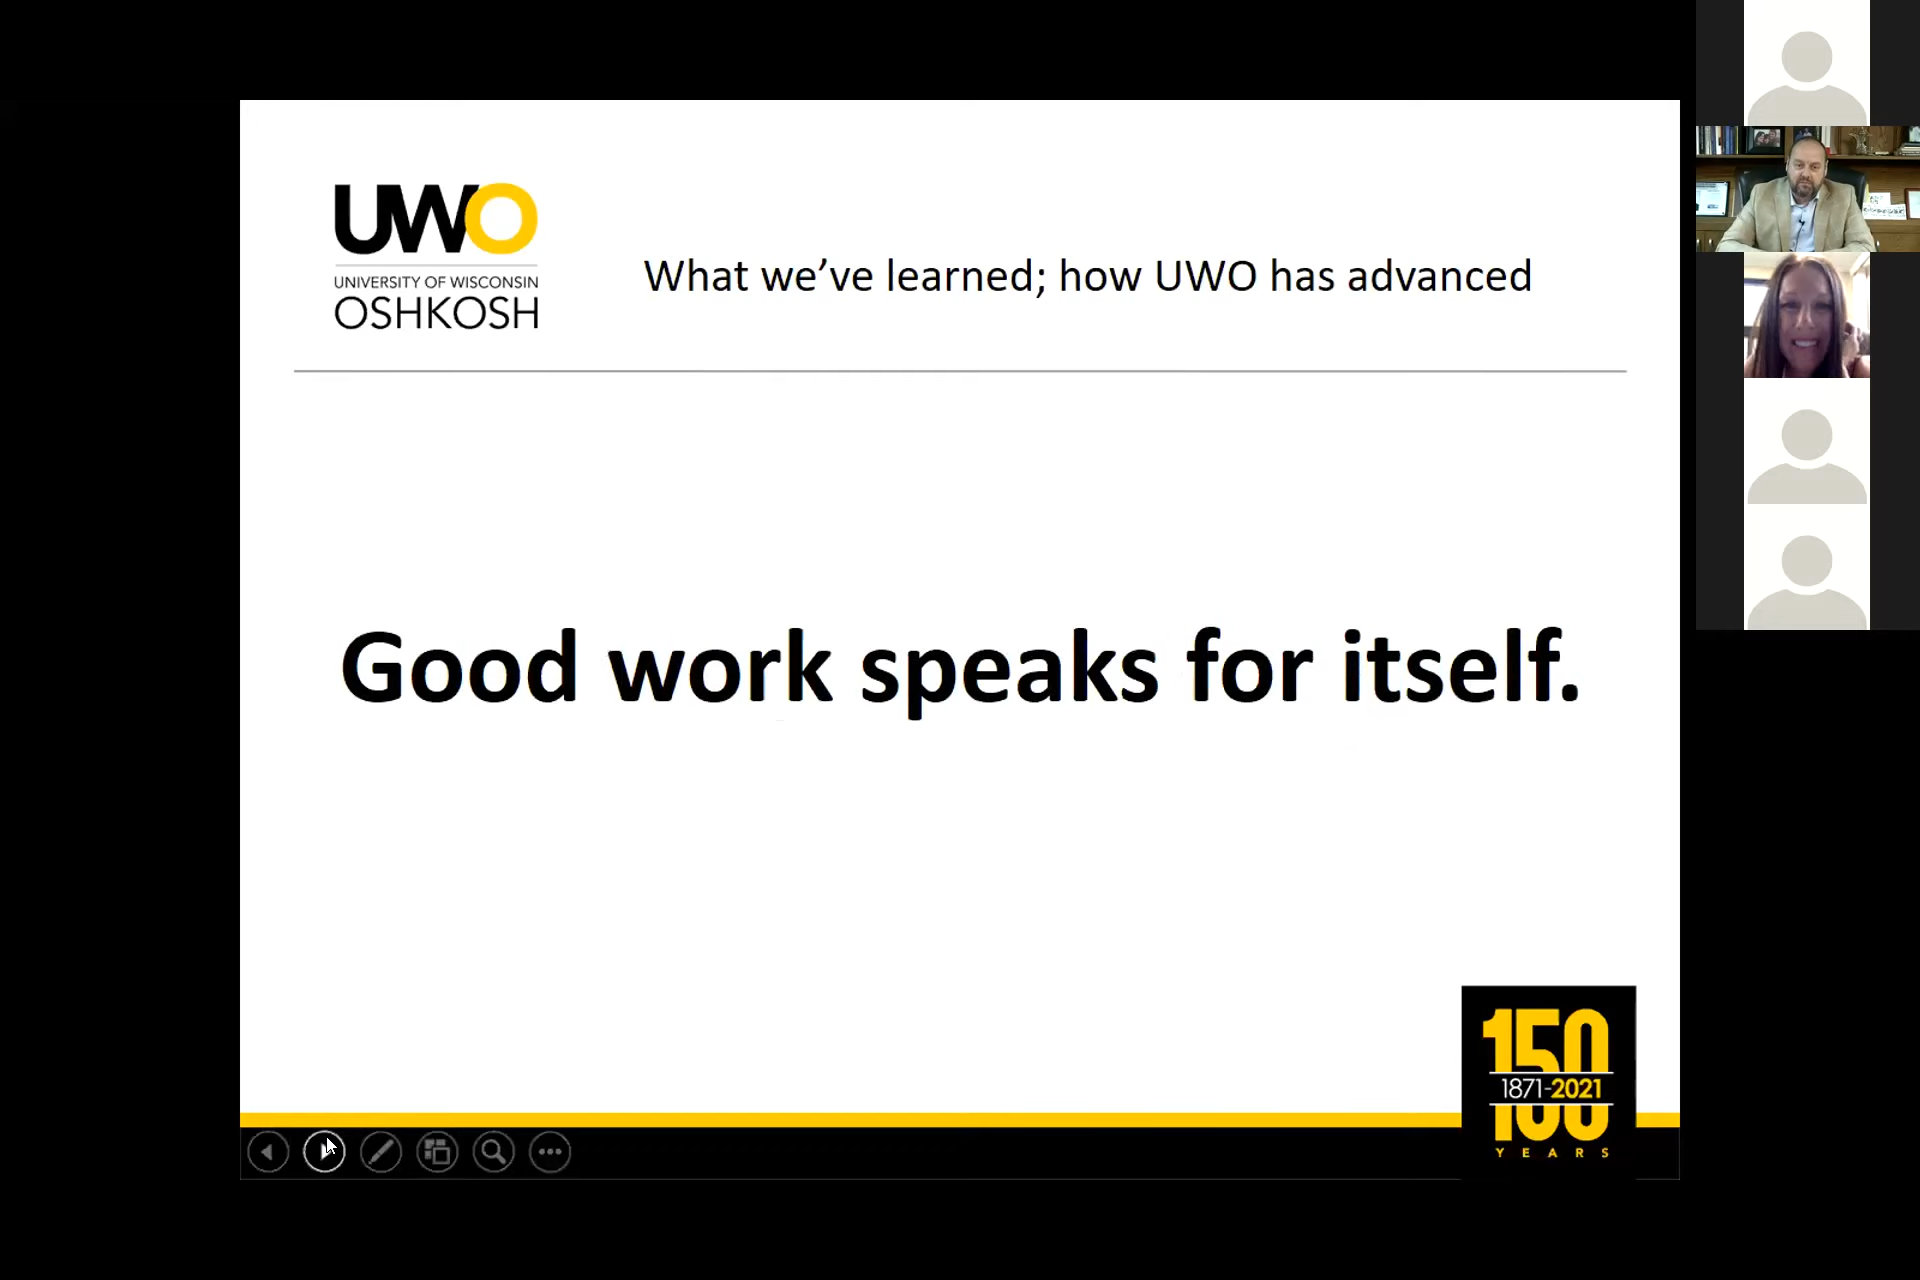 UWO
UNIVERSITY OF WISCONSIN
OSHKOSH
What we’ve learned; how UWO has advanced
Good work speaks for itself.
150
1871-2021
YEARS